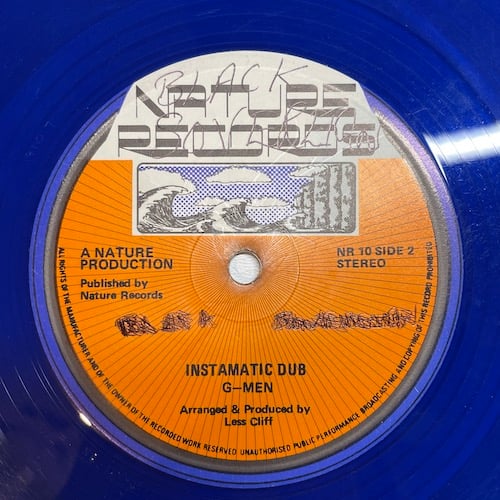 BLACK
NATURE
RECORDS
A NATURE
PRODUCTION
Published by
Nature Records
NR 10 SIDE 2
STEREO
INSTAMATIC DUB
G-MEN
Arranged & Produced by
Less Cliff
ALL RIGHTS OF THE MANUFACTURER AND OF THE OWNER OF THE RECORDED WORK RESERVED UNAUTHORISED PUBLIC PERFORMANCE BROADCASTING AND COPYING OF THIS RECORD PROHIBITED